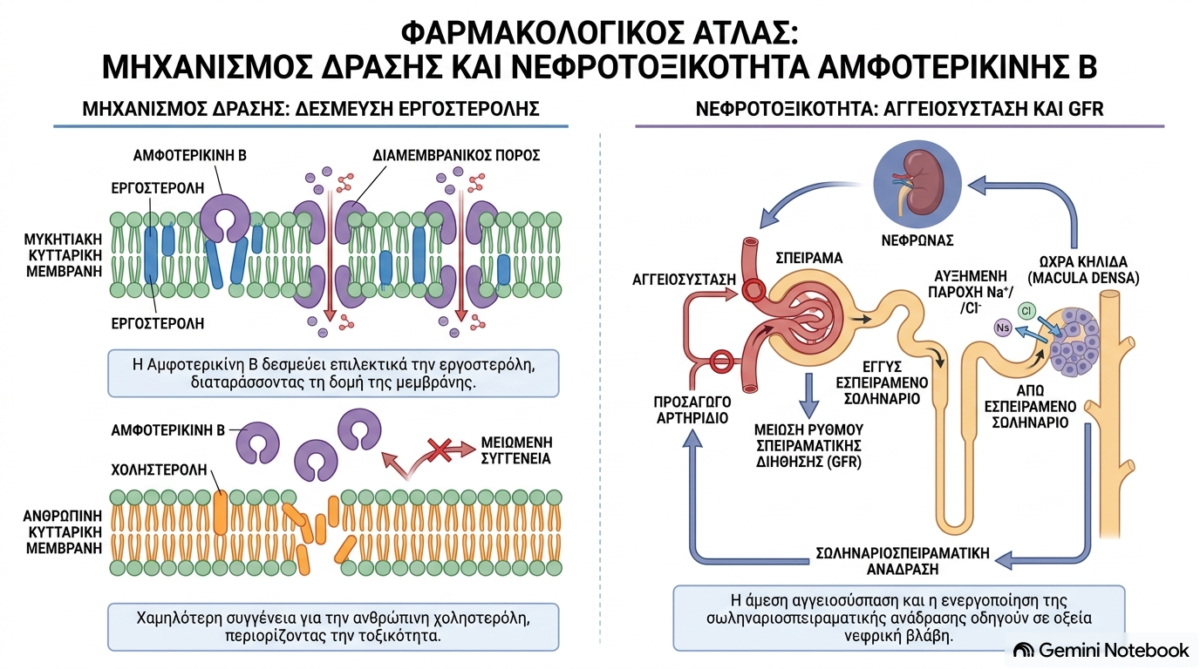 ΦΑΡΜΑΚΟΛΟΓΙΚΟΣ ΑΤΛΑΣ:
ΜΗΧΑΝΙΣΜΟΣ ΔΡΑΣΗΣ ΚΑΙ ΝΕΦΡΟΤΟΞΙΚΟΤΗΤΑ ΑΜΦΟΤΕΡΙΚΙΝΗΣ Β
ΜΗΧΑΝΙΣΜΟΣ ΔΡΑΣΗΣ: ΔΕΣΜΕΥΣΗ ΕΡΓΟΣΤΕΡΟΛΗΣ
ΑΜΦΟΤΕΡΙΚΙΝΗ Β
ΔΙΑΜΕΜΒΡΑΝΙΚΟΣ ΠΟΡΟΣ
ΕΡΓΟΣΤΕΡΟΛΗ
ΜΥΚΗΤΙΑΚΗ
ΚΥΤΤΑΡΙΚΗ
ΜΕΜΒΡΑΝΗ
ΕΡΓΟΣΤΕΡΟΛΗ
Η Αμφοτερικίνη Β δεσμεύει επιλεκτικά την εργοστερόλη,
διαταράσσοντας τη δομή της μεμβράνης.
ΑΜΦΟΤΕΡΙΚΙΝΗ Β
ΜΕΙΩΜΕΝΗ
ΣΥΓΓΕΝΕΙΑ
ΧΟΛΗΣΤΕΡΟΛΗ
ΑΝΘΡΩΠΙΝΗ
ΚΥΤΤΑΡΙΚΗ
ΜΕΜΒΡΑΝΗ
Χαμηλότερη συγγένεια για την ανθρώπινη χοληστερόλη,
περιορίζοντας την τοξικότητα.
ΝΕΦΡΟΤΟΞΙΚΟΤΗΤΑ: ΑΓΓΕΙΟΣΥΣΤΑΣΗ ΚΑΙ GFR
ΝΕΦΡΩΝΑΣ
ΑΓΓΕΙΟΣΥΣΤΑΣΗ
ΣΠΕΙΡΑΜΑ
ΑΥΞΗΜΕΝΗ
ΠΑΡΟΧΗ Na⁺/
/Cl⁻
ΩΧΡΑ ΚΗΛΙΔΑ
(MACULA DENSA)
Cl
Ns
ΠΡΟΣΑΓΩΓΟ
ΑΡΤΗΡΙΔΙΟ
ΕΓΓΥΣ
ΕΣΠΕΙΡΑΜΕΝΟ
ΣΩΛΗΝΑΡΙΟ
ΑΠΩ
ΕΣΠΕΙΡΑΜΕΝΟ
ΣΩΛΗΝΑΡΙΟ
ΜΕΙΩΣΗ ΡΥΘΜΟΥ
ΣΠΕΙΡΑΜΑΤΙΚΗΣ
ΔΙΗΘΗΣΗΣ (GFR)
ΣΩΛΗΝΑΡΙΟΣΠΕΙΡΑΜΑΤΙΚΗ
ΑΝΑΔΡΑΣΗ
Η άμεση αγγειοσύσπαση και η ενεργοποίηση της
σωληναριοσπειραματικής ανάδρασης οδηγούν σε οξεία
νεφρική βλάβη.
Gemini Notebook